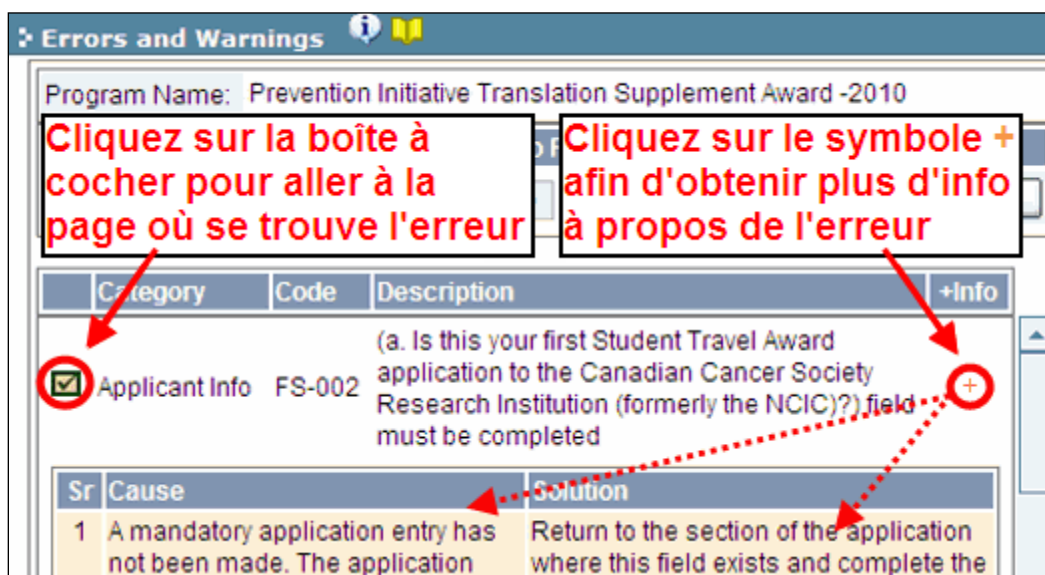 Errors and Warnings
Program Name: Prevention Initiative Translation Supplement Award -2010
Cliquez sur la boîte à
cocher pour aller à la
page où se trouve l'erreur
Cliquez sur le symbole +
afin d'obtenir plus d'info
à propos de l'erreur
Category Code Description +Info
Applicant Info FS-002 (a. Is this your first Student Travel Award
application to the Canadian Cancer Society
Research Institution (formerly the NCIC)?) field
must be completed
+
Sr Cause Solution
1 A mandatory application entry has
not been made. The application
Return to the section of the application
where this field exists and complete the